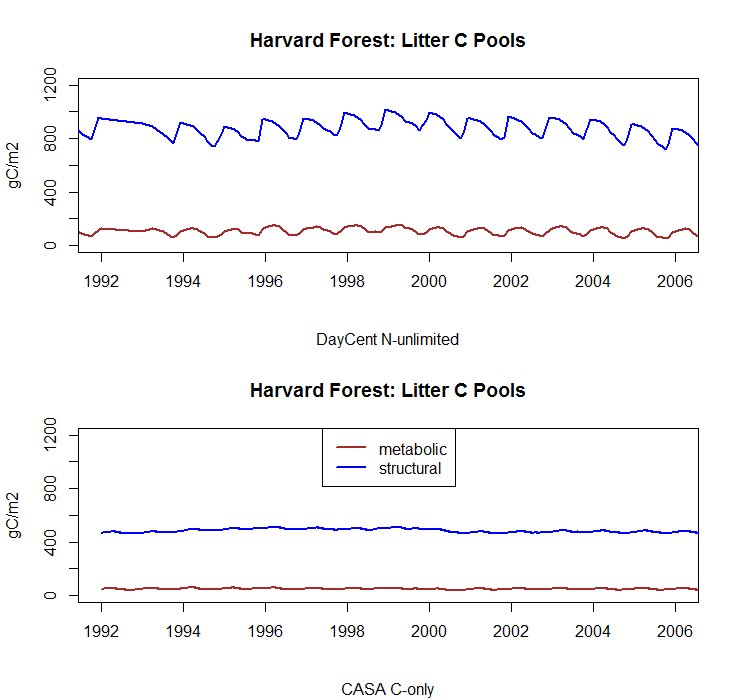 Harvard Forest: Litter C Pools
gC/m2
0 400 800 1200
1992 1994 1996 1998 2000 2002 2004 2006
DayCent N-unlimited
Harvard Forest: Litter C Pools
gC/m2
0 400 800 1200
metabolic
structural
1992 1994 1996 1998 2000 2002 2004 2006
CASA C-only